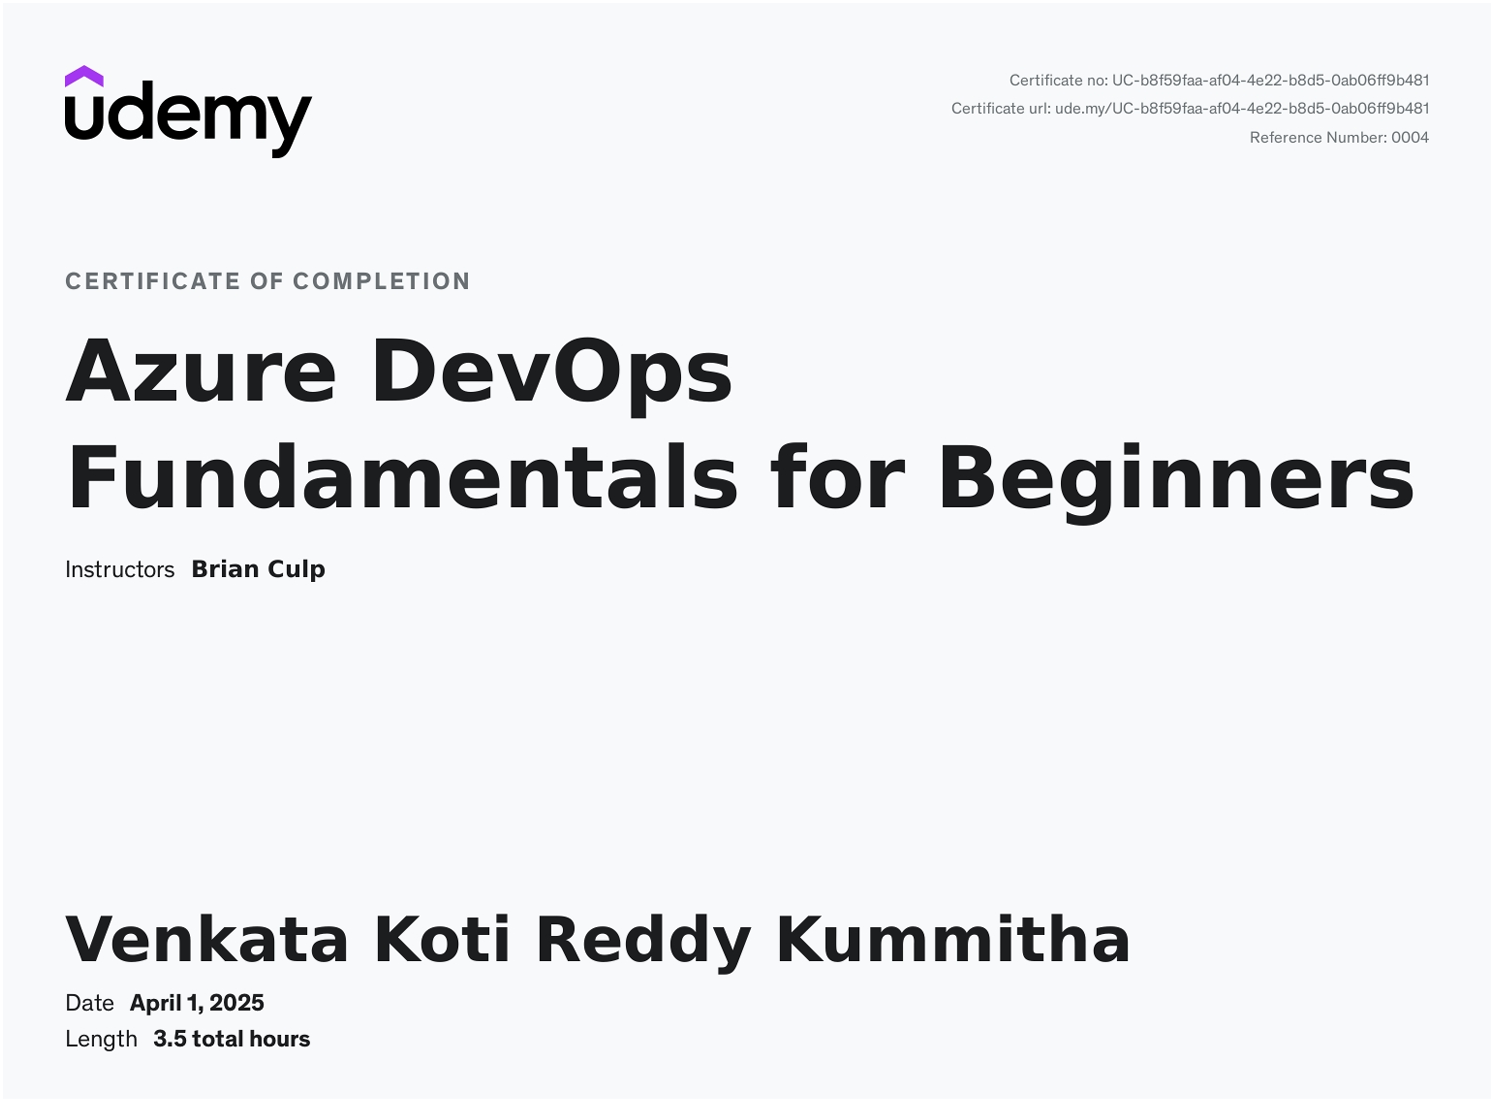 udemy
Certificate no: UC-b8f59faa-af04-4e22-b8d5-0ab06ff9b481
Certificate url: ude.my/UC-b8f59faa-af04-4e22-b8d5-0ab06ff9b481
Reference Number: 0004
CERTIFICATE OF COMPLETION
Azure DevOps
Fundamentals for Beginners
Instructors Brian Culp
Venkata Koti Reddy Kummitha
Date April 1, 2025
Length 3.5 total hours